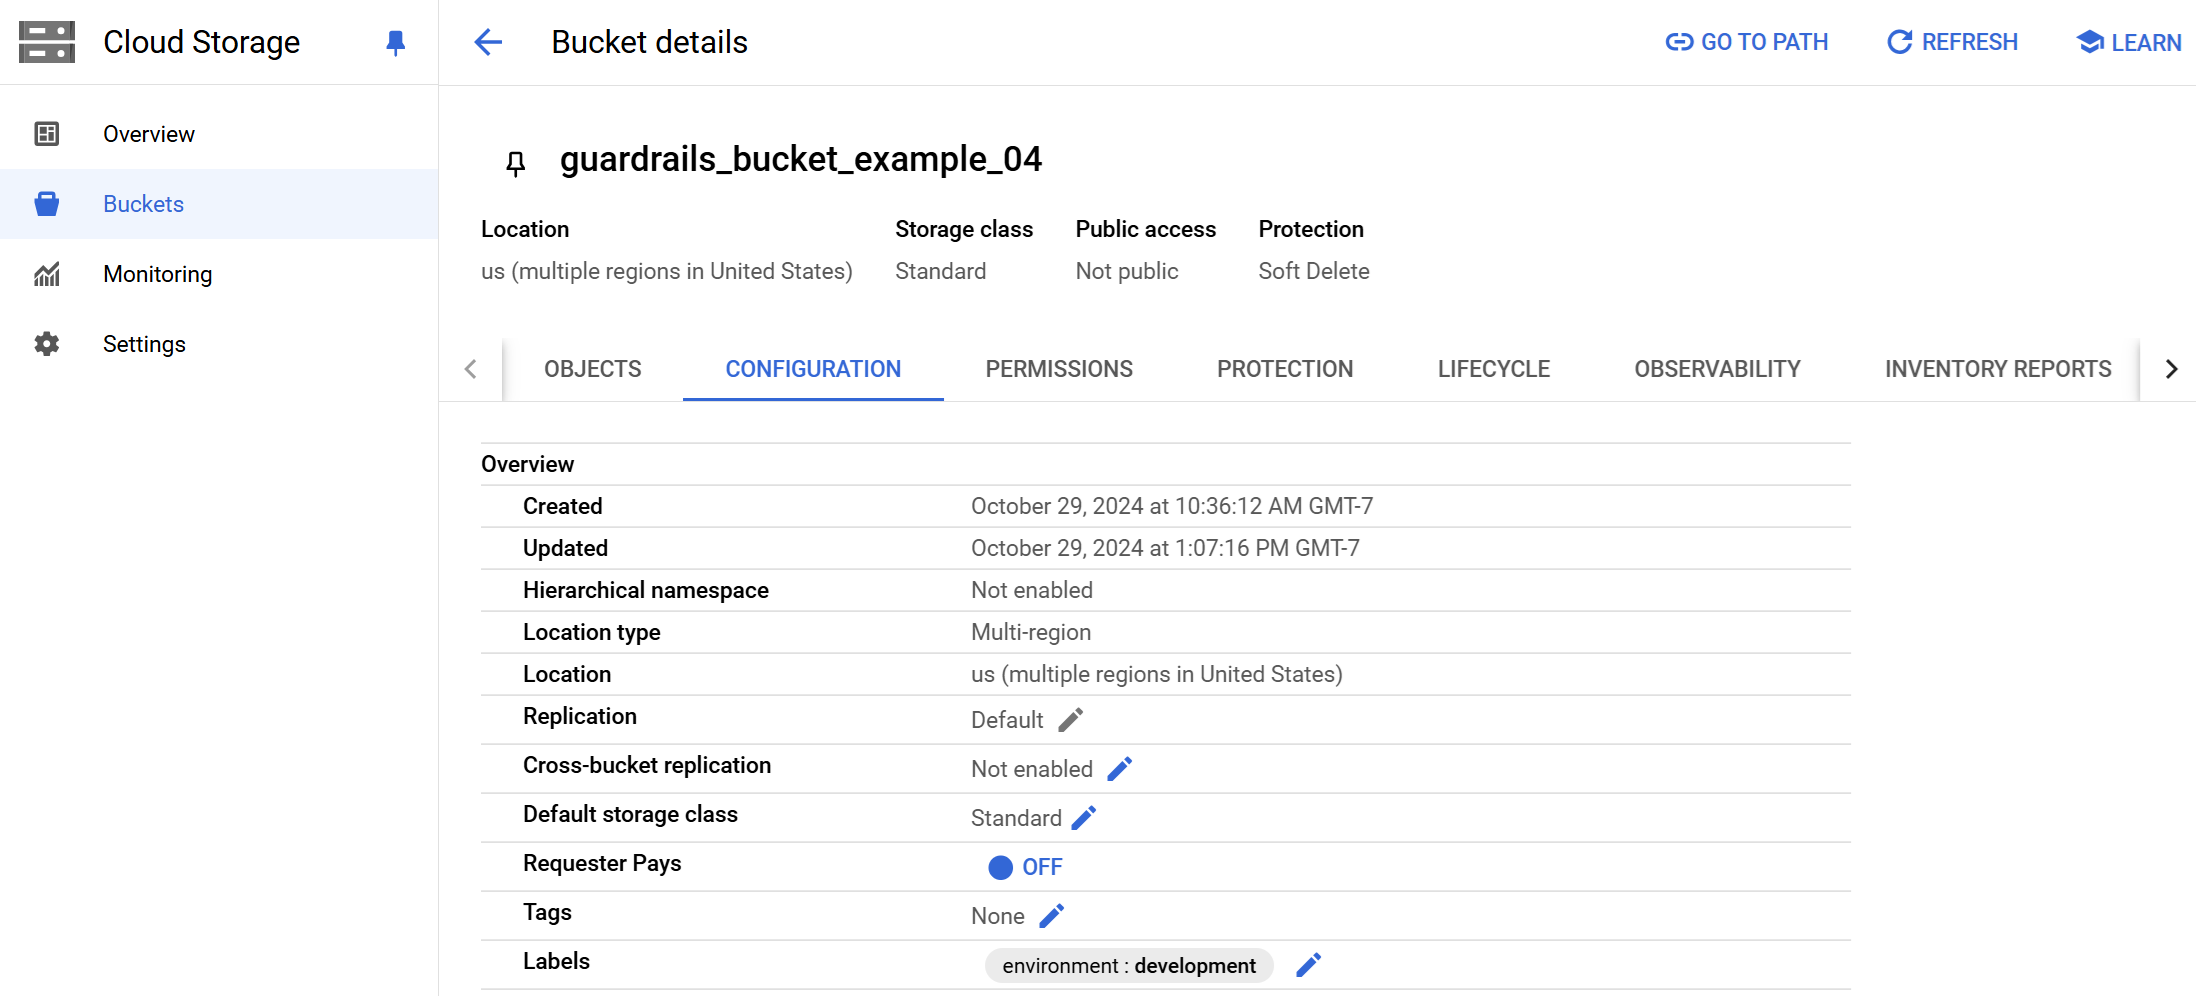 Cloud Storage
Bucket details
GO TO PATH
REFRESH
LEARN
Overview
Buckets
Monitoring
Settings
guardrails_bucket_example_04
Location Storage class Public access Protection
us (multiple regions in United States) Standard Not public Soft Delete
OBJECTS CONFIGURATION PERMISSIONS PROTECTION LIFECYCLE OBSERVABILITY INVENTORY REPORTS
Overview
Created October 29, 2024 at 10:36:12 AM GMT-7
Updated October 29, 2024 at 1:07:16 PM GMT-7
Hierarchical namespace Not enabled
Location type Multi-region
Location us (multiple regions in United States)
Replication Default
Cross-bucket replication Not enabled
Default storage class Standard
Requester Pays OFF
Tags None
Labels environment : development